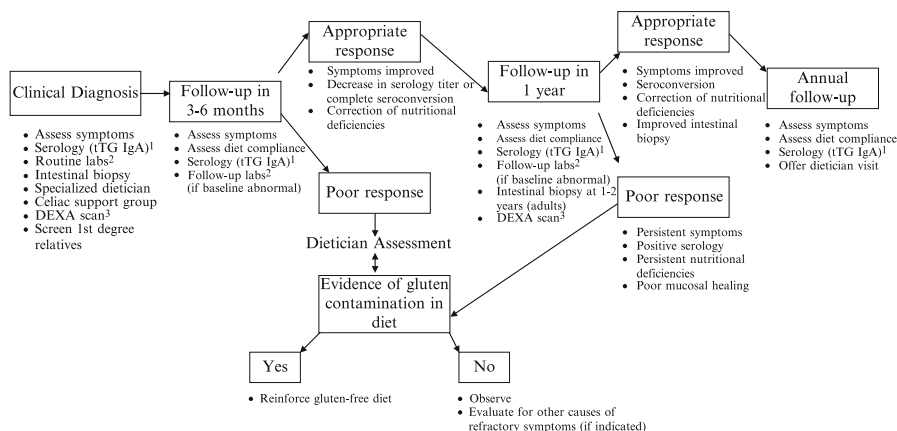 Clinical Diagnosis
• Assess symptoms
• Serology (tTG IgA)1
• Routine labs2
• Intestinal biopsy
• Specialized dietician
• Celiac support group
• DEXA scan3
• Screen 1st degree
relatives
Follow-up in
3-6 months
• Assess symptoms
• Assess diet compliance
• Serology (tTG IgA)1
• Follow-up labs2
(if baseline abnormal)
Appropriate
response
• Symptoms improved
• Decrease in serology titer or
complete seroconversion
• Correction of nutritional
deficiencies
Poor response
Dietician Assessment
Evidence of gluten
contamination in
diet
Yes
• Reinforce gluten-free diet
No
• Observe
• Evaluate for other causes of
refractory symptoms (if indicated)
Follow-up in
1 year
• Assess symptoms
• Assess diet compliance
• Serology (tTG IgA)1
• Follow-up labs2
(if baseline abnormal)
• Intestinal biopsy at 1-2
years (adults)
• DEXA scan3
Appropriate
response
• Symptoms improved
• Seroconversion
• Correction of nutritional
deficiencies
• Improved intestinal
biopsy
Poor response
• Persistent symptoms
• Positive serology
• Persistent nutritional
deficiencies
• Poor mucosal healing
Annual
follow-up
• Assess symptoms
• Assess diet compliance
• Serology (tTG IgA)1
• Offer dietician visit